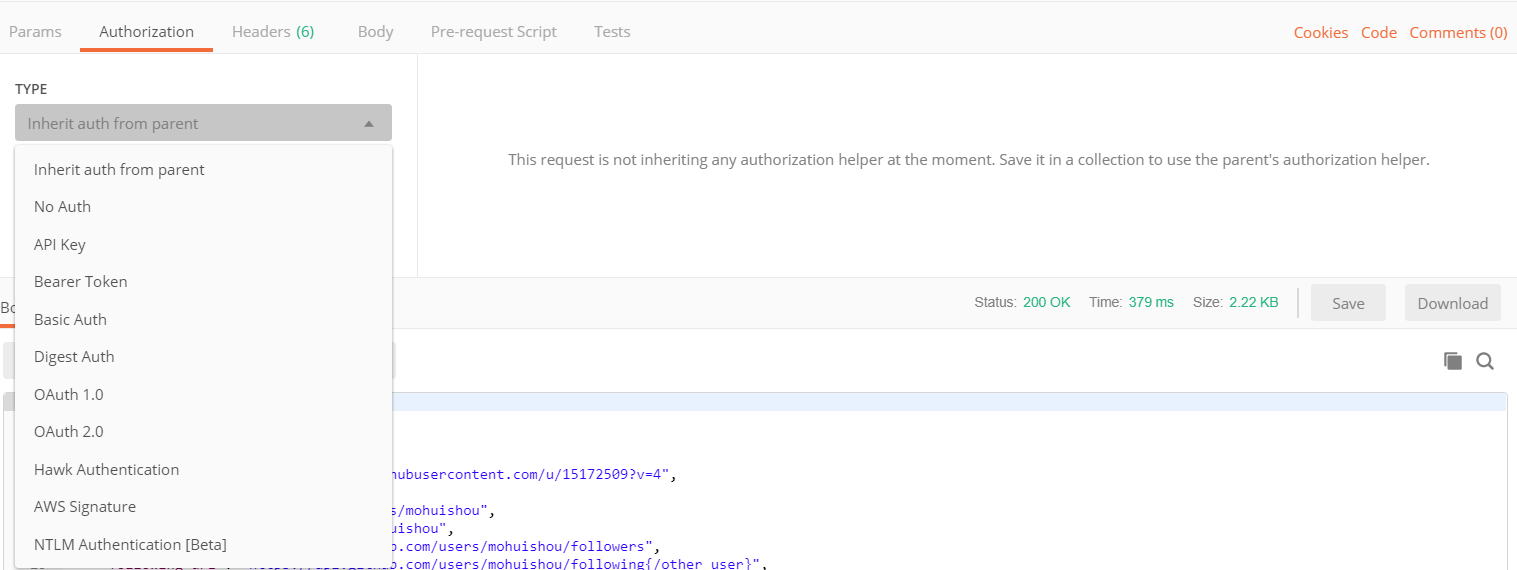 Params Authorization Headers (6) Body Pre-request Script Tests Cookies Code Comments (0)
TYPE
Inherit auth from parent
This request is not inheriting any authorization helper at the moment. Save it in a collection to use the parent's authorization helper.
Inherit auth from parent
No Auth
API Key
Bearer Token
Basic Auth
Digest Auth
OAuth 1.0
OAuth 2.0
Hawk Authentication
AWS Signature
NTLM Authentication [Beta]
Status: 200 OK Time: 379 ms Size: 2.22 KB Save Download
hubusercontent.com/u/15172509?v=4",
s/mohuishou",
uishou",
b.com/users/mohuishou/followers",
b.com/users/mohuishou/following{/other_user}",